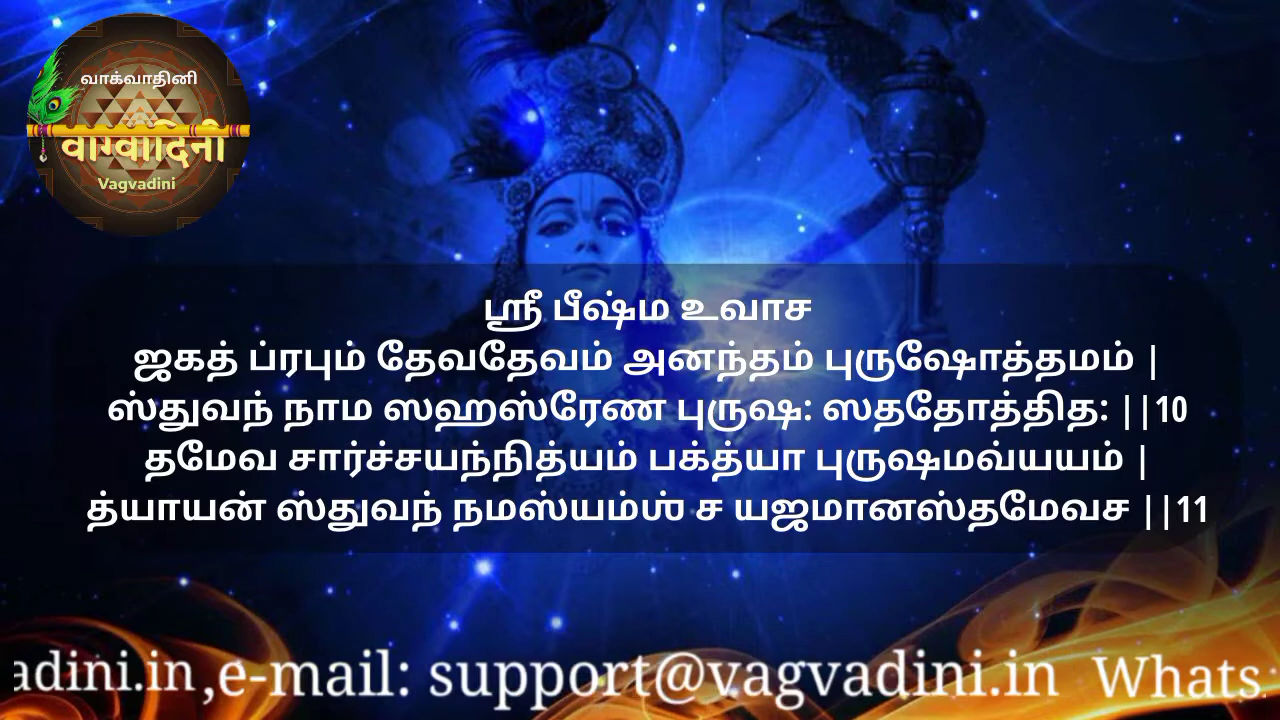 வாக்வாதினி
वाग्वादिनी
Vagvadini
ஸ்ரீ பீஷ்ம உவாச
ஜகத் ப்ரபும் தேவதேவம் அனந்தம் புருஷோத்தமம் |
ஸ்துவந் நாம ஸஹஸ்ரேண புருஷ: ஸததோத்தித: ||10
தமேவ சார்ச்சயந்நித்யம் பக்த்யா புருஷமவ்யயம் |
த்யாயன் ஸ்துவந் நமஸ்யம்ஶ் ச யஜமானஸ்தமேவச ||11
adini.in,e-mail: support@vagvadini.in Whats